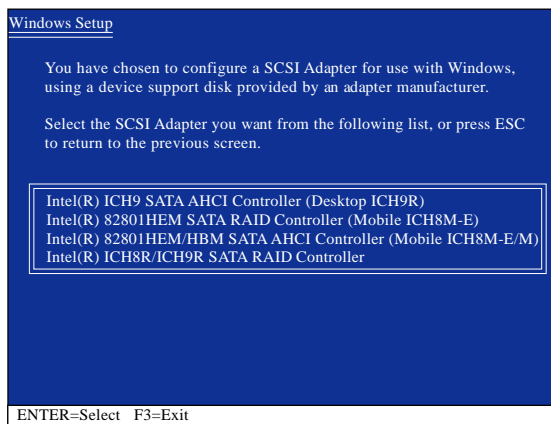 Windows Setup
You have chosen to configure a SCSI Adapter for use with Windows,
using a device support disk provided by an adapter manufacturer.
Select the SCSI Adapter you want from the following list, or press ESC
to return to the previous screen.
Intel(R) ICH9 SATA AHCI Controller (Desktop ICH9R)
Intel(R) 82801HEM SATA RAID Controller (Mobile ICH8M-E)
Intel(R) 82801HEM/HBM SATA AHCI Controller (Mobile ICH8M-E/M)
Intel(R) ICH8R/ICH9R SATA RAID Controller
ENTER=Select F3=Exit